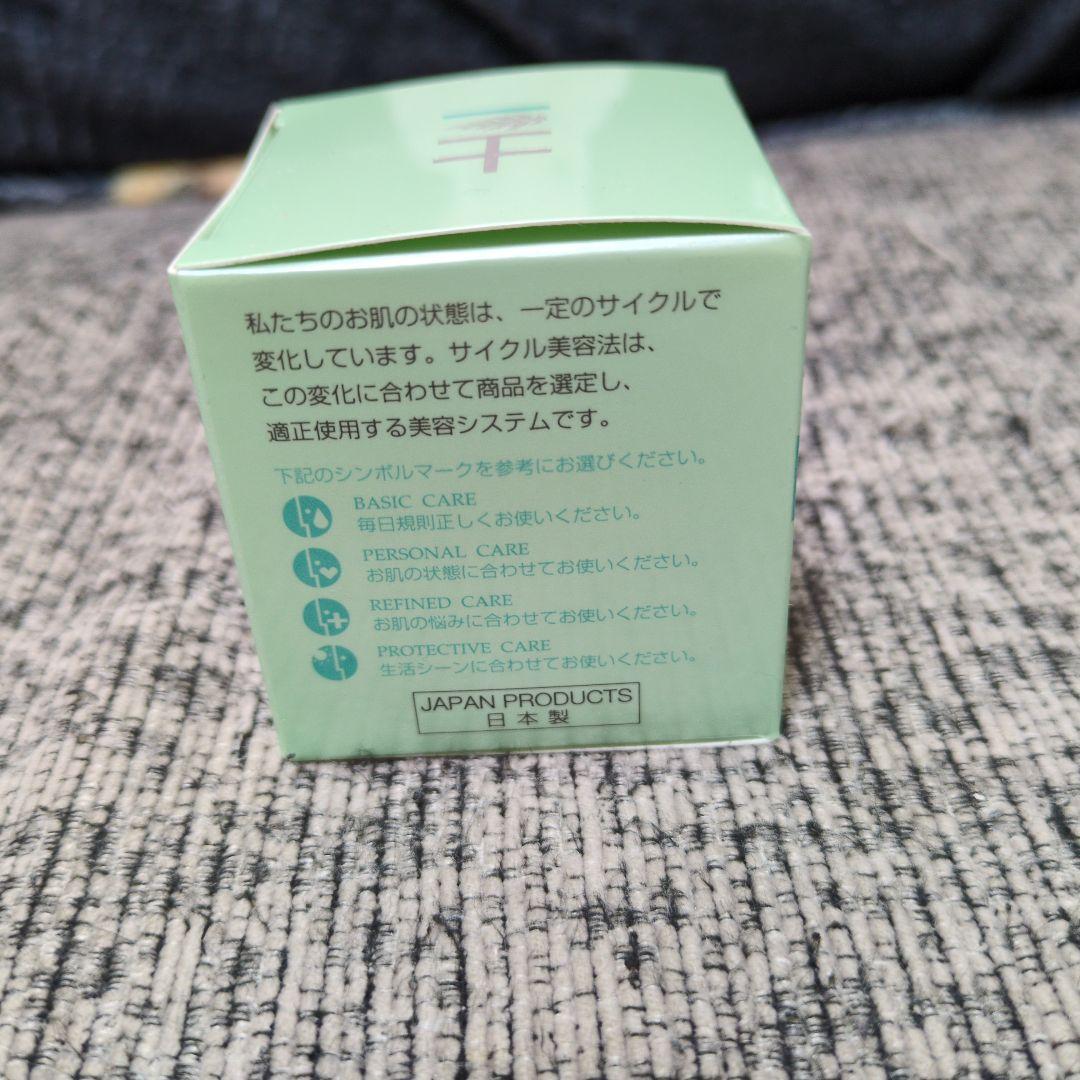 私たちのお肌の状態は、一定のサイクルで
変化しています。サイクル美容法は、
この変化に合わせて商品を選定し、
適正使用する美容システムです。
下記のシンボルマークを参考にお選びください。
BASIC CARE
毎日規則正しくお使いください。
PERSONAL CARE
お肌の状態に合わせてお使いください。
REFINED CARE
お肌の悩みに合わせてお使いください。
PROTECTIVE CARE
生活シーンに合わせてお使いください。
JAPAN PRODUCTS
日本製